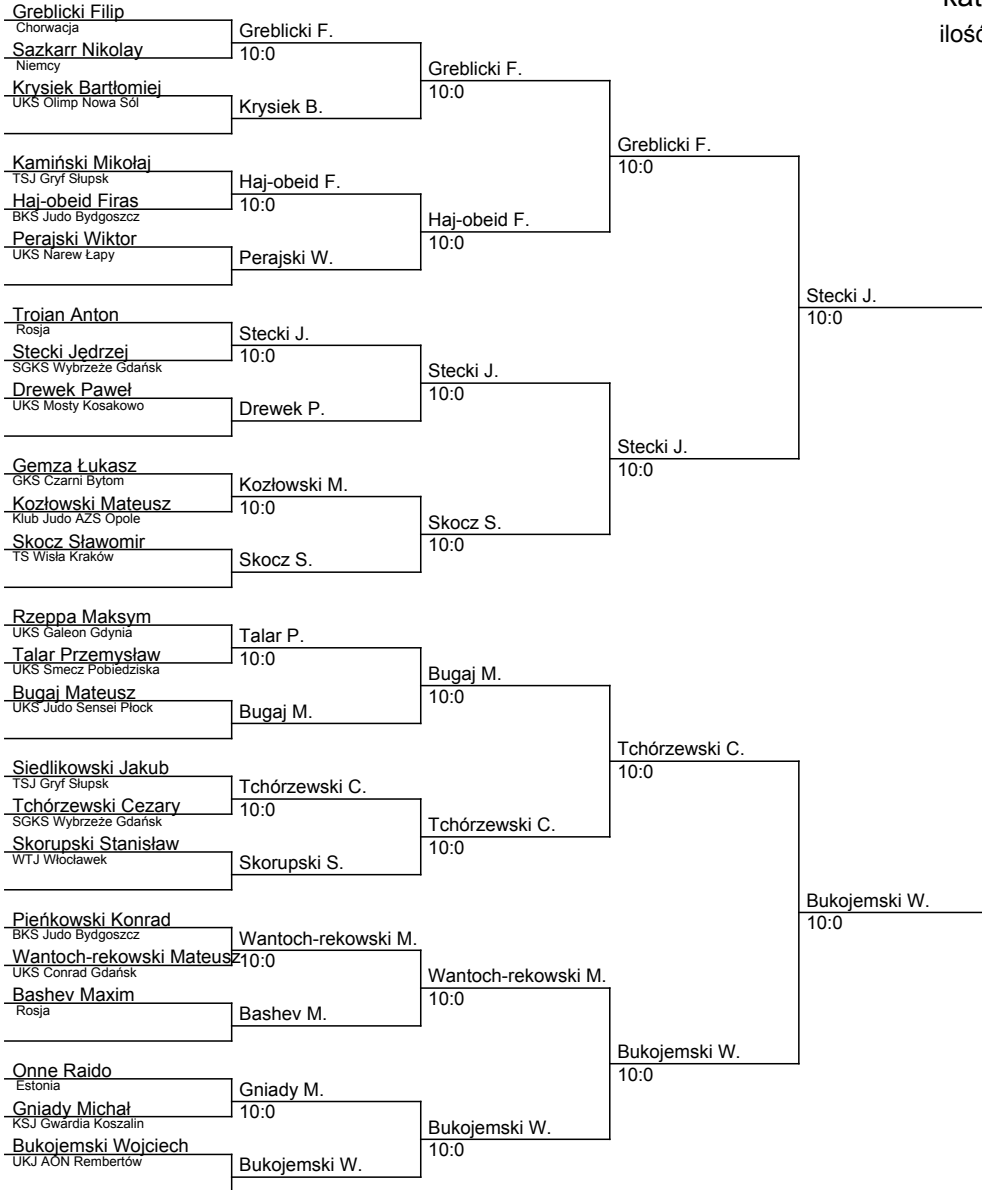 kat
ilość
Greblicki Filip
Chorwacja
Sazkarr Nikolay
Niemcy
Krysiek Bartłomiej
UKS Olimp Nowa Sól
Kamiński Mikołaj
TSJ Gryf Słupsk
Haj-obeid Firas
BKS Judo Bydgoszcz
Perajski Wiktor
UKS Narew Łapy
Troian Anton
Rosja
Stecki Jędrzej
SGKS Wybrzeże Gdańsk
Drewek Paweł
UKS Mosty Kosakowo
Gemza Łukasz
GKS Czarni Bytom
Kozłowski Mateusz
Klub Judo AZS Opole
Skocz Sławomir
TS Wisła Kraków
Rzeppa Maksym
UKS Galeon Gdynia
Talar Przemysław
UKS Smecz Pobiedziska
Bugaj Mateusz
UKS Judo Sensei Płock
Siedlikowski Jakub
TSJ Gryf Słupsk
Tchórzewski Cezary
SGKS Wybrzeże Gdańsk
Skorupski Stanisław
WTJ Włocławek
Pieńkowski Konrad
BKS Judo Bydgoszcz
Wantoch-rekowski Mateusz
UKS Conrad Gdańsk
Bashev Maxim
Rosja
Onne Raido
Estonia
Gniady Michał
KSJ Gwardia Koszalin
Bukojemski Wojciech
UKJ AON Rembertów
Greblicki F.
10:0
Krysiek B.
Haj-obeid F.
10:0
Perajski W.
Stecki J.
10:0
Drewek P.
Kozłowski M.
10:0
Skocz S.
Talar P.
10:0
Bugaj M.
Tchórzewski C.
10:0
Skorupski S.
Wantoch-rekowski M.
10:0
Bashev M.
Gniady M.
10:0
Bukojemski W.
Greblicki F.
10:0
Haj-obeid F.
10:0
Stecki J.
10:0
Skocz S.
10:0
Bugaj M.
10:0
Tchórzewski C.
10:0
Wantoch-rekowski M.
10:0
Bukojemski W.
10:0
Greblicki F.
10:0
Stecki J.
10:0
Tchórzewski C.
10:0
Bukojemski W.
10:0
Stecki J.
10:0
Bukojemski W.
10:0